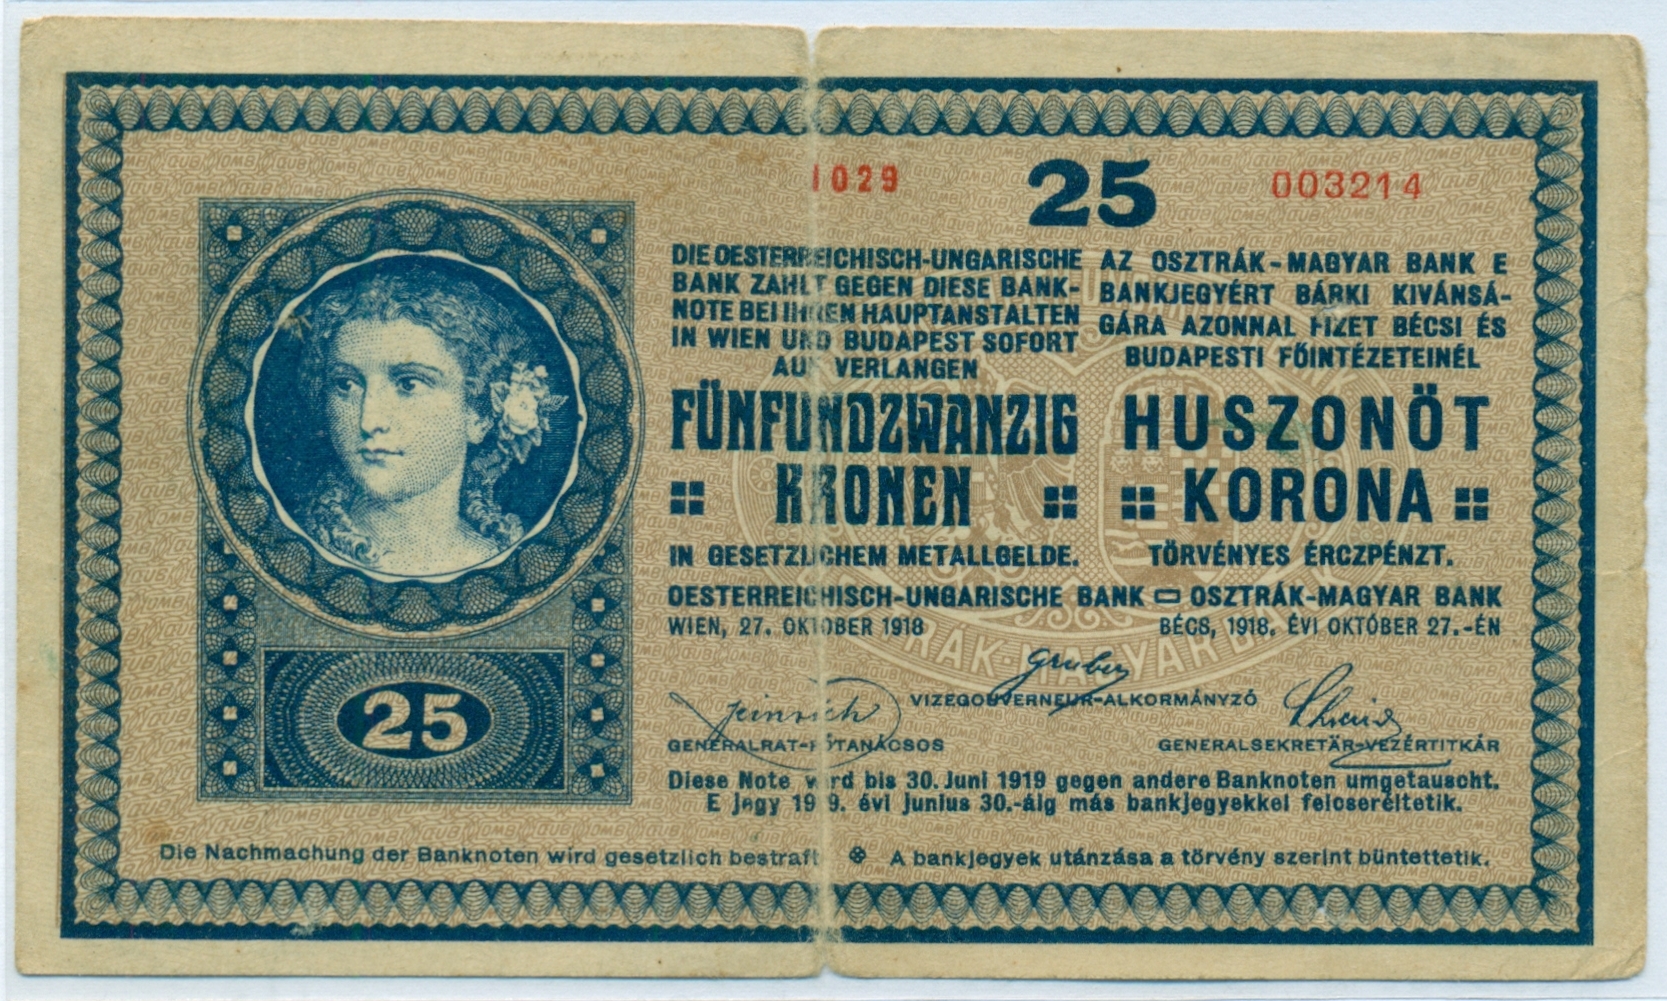 1029 25 003214
DIE OESTERREICHISCH-UNGARISCHE
BANK ZAHLT GEGEN DIESE BANK-
NOTE BEI IHREN HAUPTANSTALTEN
IN WIEN UND BUDAPEST SOFORT
AUF VERLANGEN
FÜNFUNDZWANZIG
KRONEN
IN GESETZLICHEM METALLGELDE.
AZ OSZTRÁK-MAGYAR BANK E
BANKJEGYÉRT BÁRKI KIVÁNSÁ-
GÁRA AZONNAL FIZET BÉCSI ÉS
BUDAPESTI FŐINTÉZETEINÉL
HUSZONÖT
KORONA
TÖRVÉNYES ÉRCZPÉNZT.
OESTERREICHISCH-UNGARISCHE BANK OSZTRÁK-MAGYAR BANK
WIEN, 27. OKTOBER 1918 BÉCS, 1918. ÉVI OKTÓBER 27.-ÉN
Gruber
VIZEGOUVERNEUR-ALKORMÁNYZÓ
GENERALRAT-FŐTANÁCSOS GENERALSEKRETÄR-VEZÉRTITKÁR
Diese Note wird bis 30. Juni 1919 gegen andere Banknoten umgetauscht.
E jegy 1919. évi junius 30.-áig más bankjegyekkel felcseréltetik.
25
Die Nachmachung der Banknoten wird gesetzlich bestraft A bankjegyek utánzása a törvény szerint büntettetik.